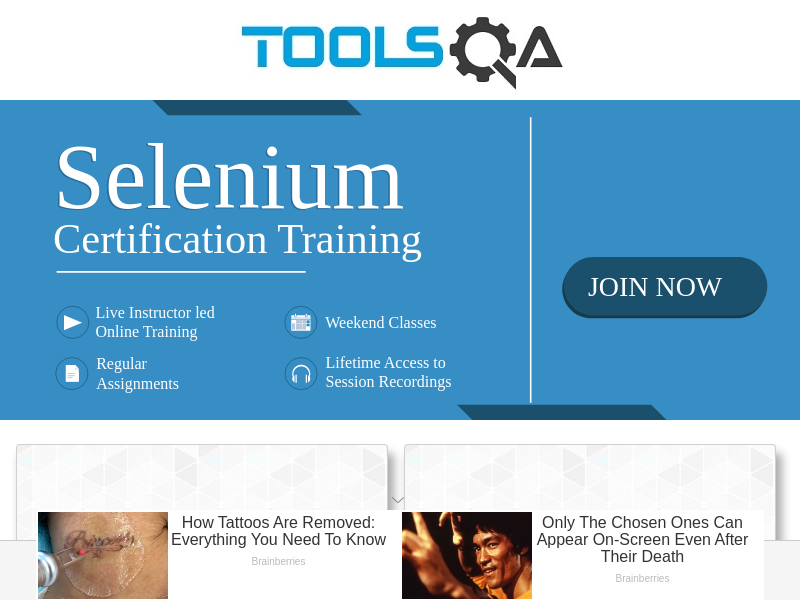 TOOLSQA
Selenium
Certification Training
JOIN NOW
Live Instructor led
Online Training
Weekend Classes
Regular
Assignments
Lifetime Access to
Session Recordings
How Tattoos Are Removed:
Everything You Need To Know
Brainberries
Only The Chosen Ones Can
Appear On-Screen Even After
Their Death
Brainberries